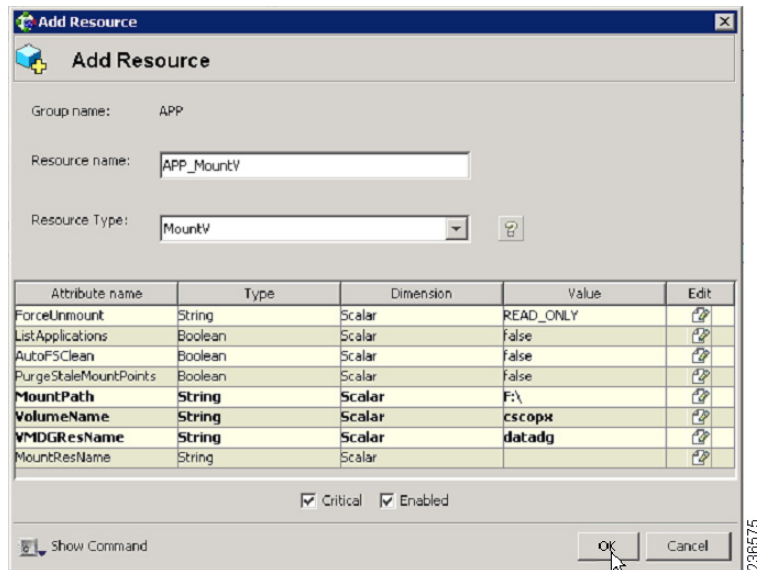 Add Resource
Add Resource
Group name: APP
Resource name: APP_MountV
Resource Type: MountV
Attribute name Type Dimension Value Edit
ForceUnmount String Scalar READ_ONLY
ListApplications Boolean Scalar false
AutoFSClean Boolean Scalar false
PurgeStaleMountPoints Boolean Scalar false
MountPath String Scalar F:\
VolumeName String Scalar cscopx
VMDGResName String Scalar datadg
MountResName String Scalar
Critical Enabled
Show Command OK Cancel
236575